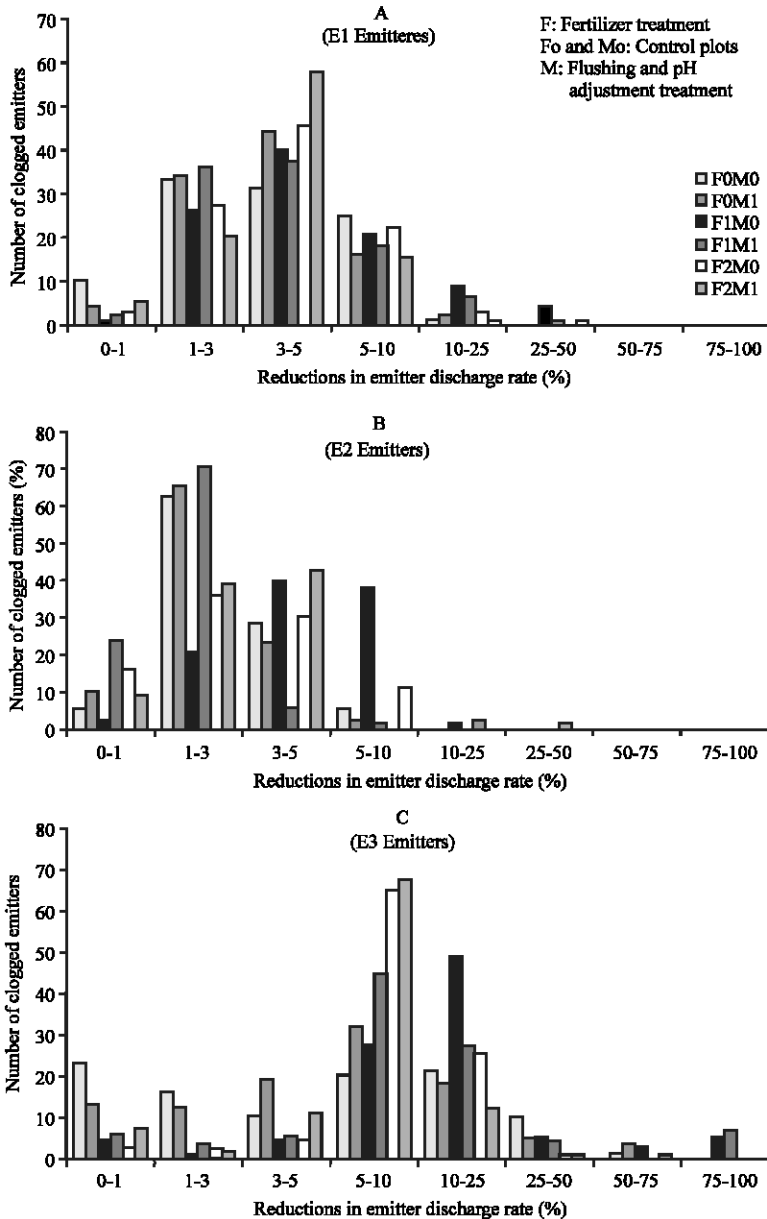 A
(E1 Emitteres)
F: Fertilizer treatment
Fo and Mo: Control plots
M: Flushing and pH
adjustment treatment
F0M0
F0M1
F1M0
F1M1
F2M0
F2M1
Number of clogged emitters
70
60
50
40
30
20
10
0
0-1 1-3 3-5 5-10 10-25 25-50 50-75 75-100
Reductions in emitter discharge rate (%)
B
(E2 Emitters)
Number of clogged emitters (%)
80
70
60
50
40
30
20
10
0
0-1 1-3 3-5 5-10 10-25 25-50 50-75 75-100
Reductions in emitter discharge rate (%)
C
(E3 Emitters)
Number of clogged emitters
80
70
60
50
40
30
20
10
0
0-1 1-3 3-5 5-10 10-25 25-50 50-75 75-100
Reductions in emitter discharge rate (%)